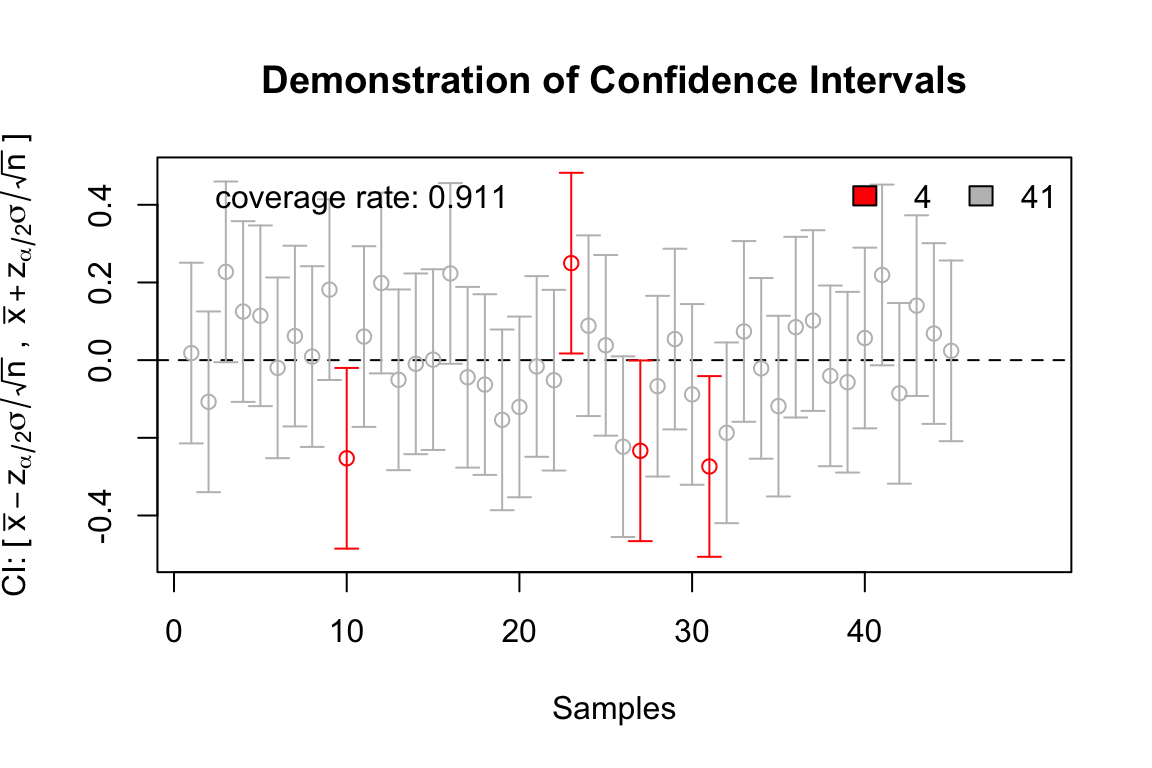 Demonstration of Confidence Intervals
CI: [ x̅ − zα/2σ/√n , x̅ + zα/2σ/√n ]
0.4
0.2
0.0
-0.4
coverage rate: 0.911
4
41
0
10
20
30
40
Samples